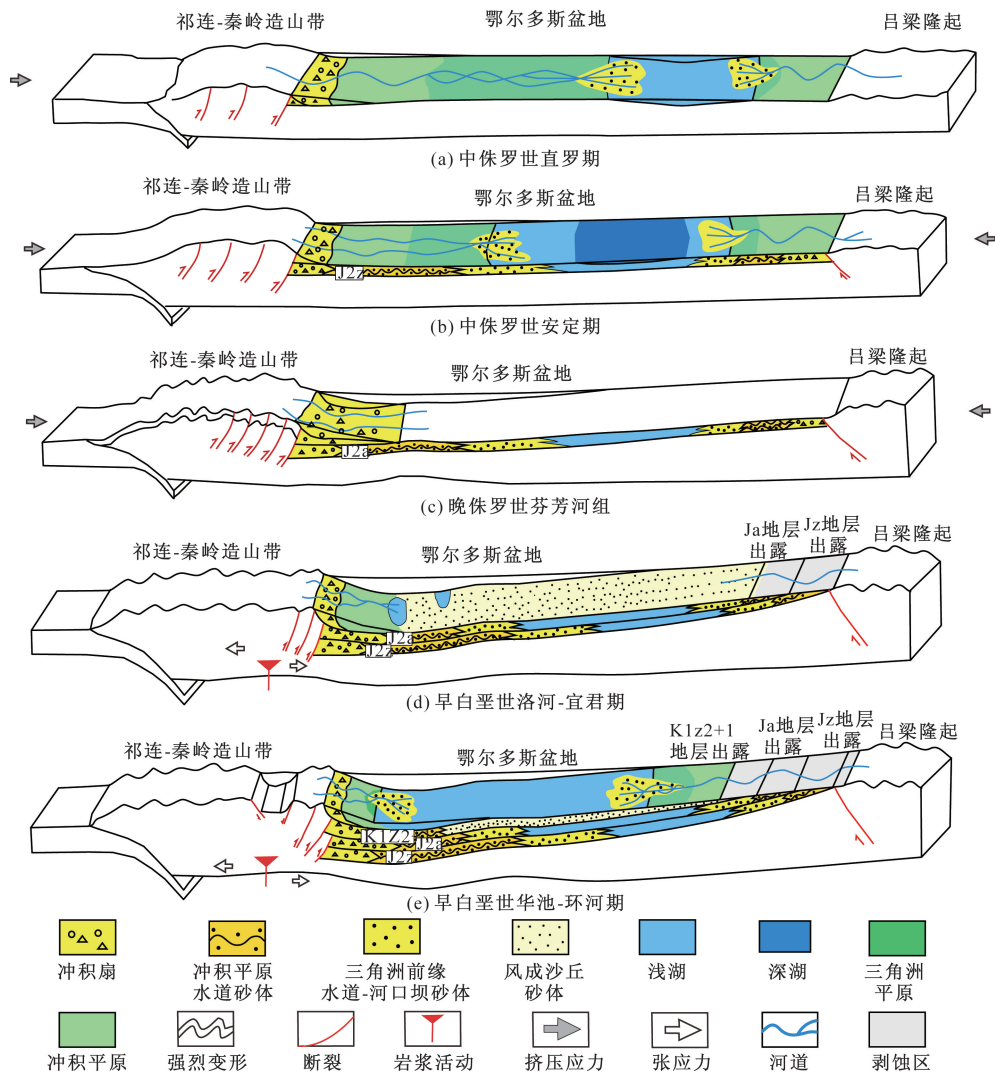 祁连-秦岭造山带
鄂尔多斯盆地
吕梁隆起
(a) 中侏罗世直罗期
祁连-秦岭造山带
鄂尔多斯盆地
吕梁隆起
J2z
(b) 中侏罗世安定期
祁连-秦岭造山带
鄂尔多斯盆地
吕梁隆起
J2a
(c) 晚侏罗世芬芳河组
祁连-秦岭造山带
鄂尔多斯盆地
Ja地层
出露
Jz地层
出露
吕梁隆起
J2a
J2z
(d) 早白垩世洛河-宜君期
祁连-秦岭造山带
鄂尔多斯盆地
K1z2+1
地层出露
Ja地层
出露
Jz地层
出露
吕梁隆起
K1Z2
J2a
J2z
(e) 早白垩世华池-环河期
冲积扇
冲积平原
水道砂体
三角洲前缘
水道-河口坝砂体
风成沙丘
砂体
浅湖
深湖
三角洲
平原
冲积平原
强烈变形
断裂
岩浆活动
挤压应力
张应力
河道
剥蚀区